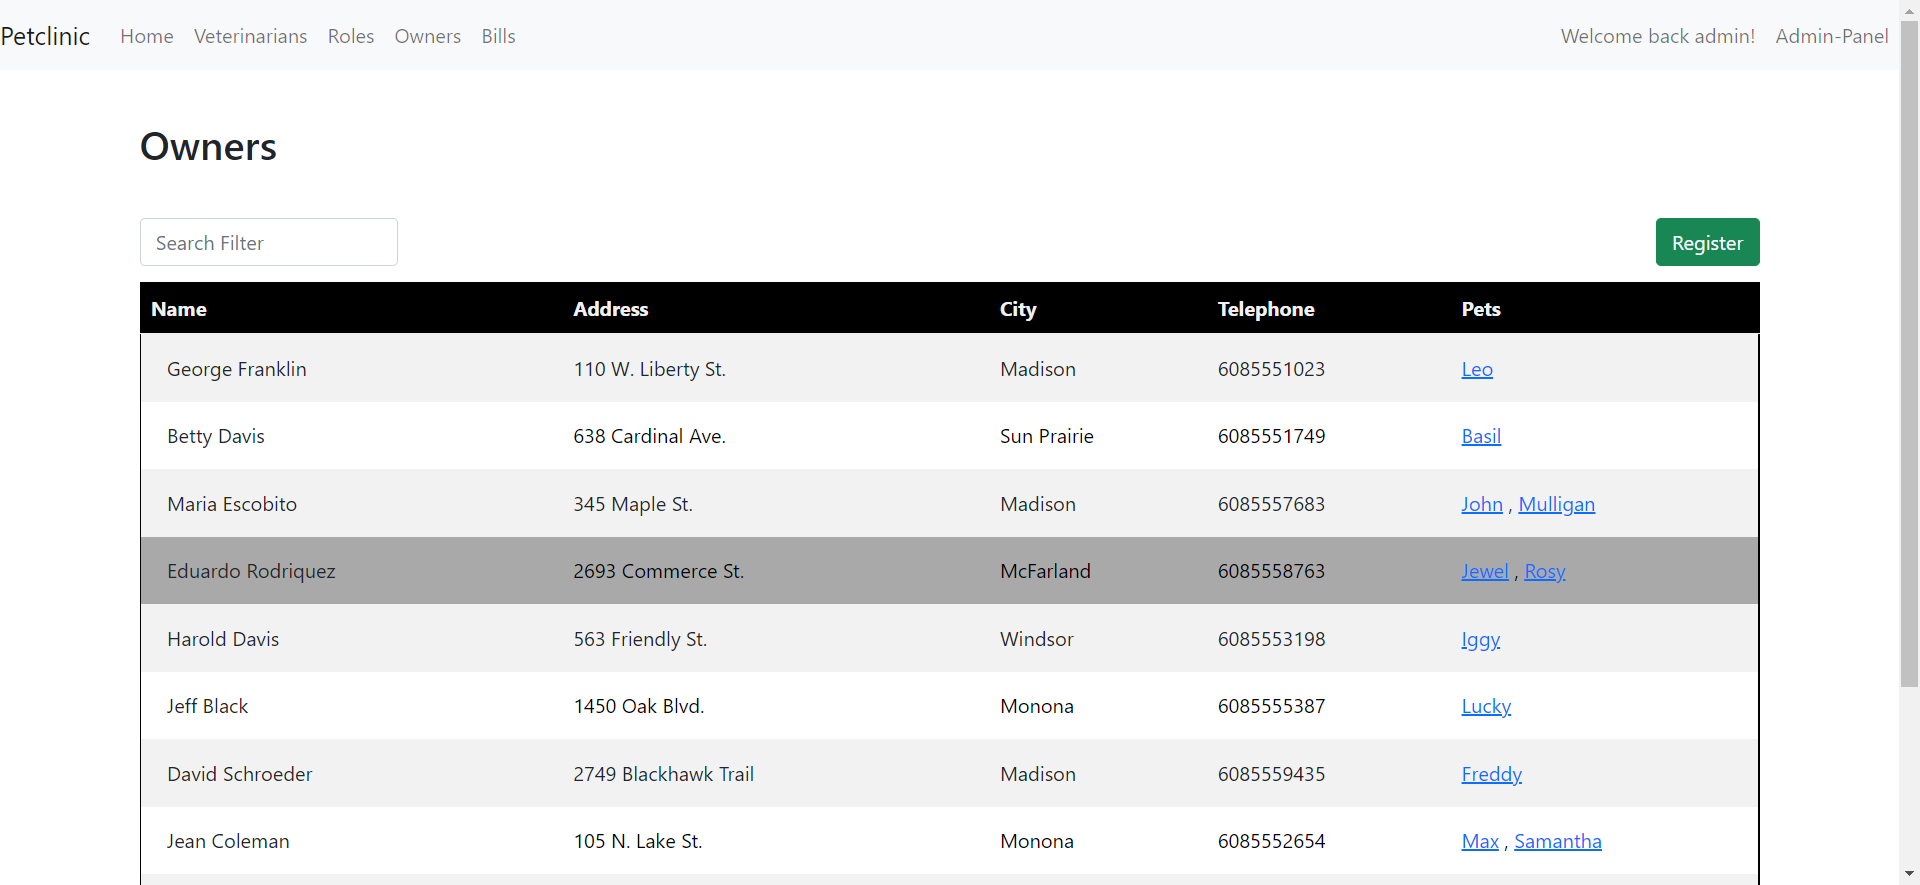 Petclinic Home Veterinarians Roles Owners Bills Welcome back admin! Admin-Panel
Owners
Search Filter Register
Name Address City Telephone Pets
George Franklin 110 W. Liberty St. Madison 6085551023 Leo
Betty Davis 638 Cardinal Ave. Sun Prairie 6085551749 Basil
Maria Escobito 345 Maple St. Madison 6085557683 John , Mulligan
Eduardo Rodriquez 2693 Commerce St. McFarland 6085558763 Jewel , Rosy
Harold Davis 563 Friendly St. Windsor 6085553198 Iggy
Jeff Black 1450 Oak Blvd. Monona 6085555387 Lucky
David Schroeder 2749 Blackhawk Trail Madison 6085559435 Freddy
Jean Coleman 105 N. Lake St. Monona 6085552654 Max , Samantha